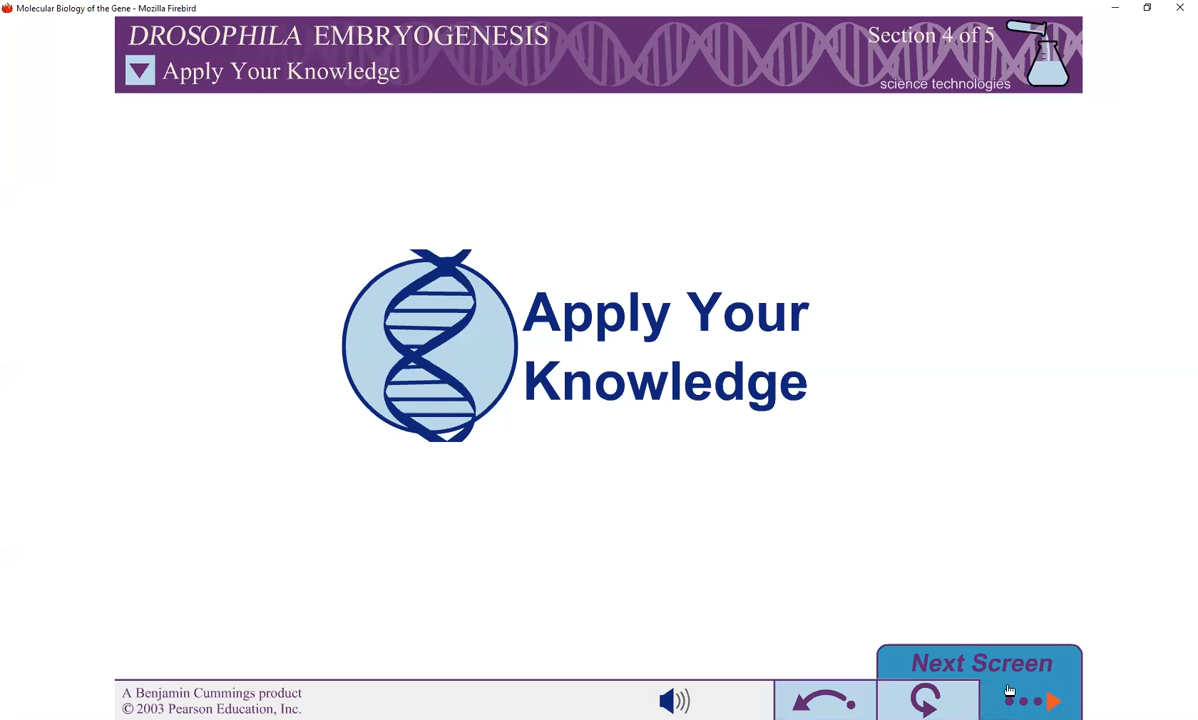 Molecular Biology of the Gene - Mozilla Firebird
DROSOPHILA EMBRYOGENESIS
Section 4 of 5
Apply Your Knowledge
science technologies
Apply Your
Knowledge
Next Screen
A Benjamin Cummings product
© 2003 Pearson Education, Inc.